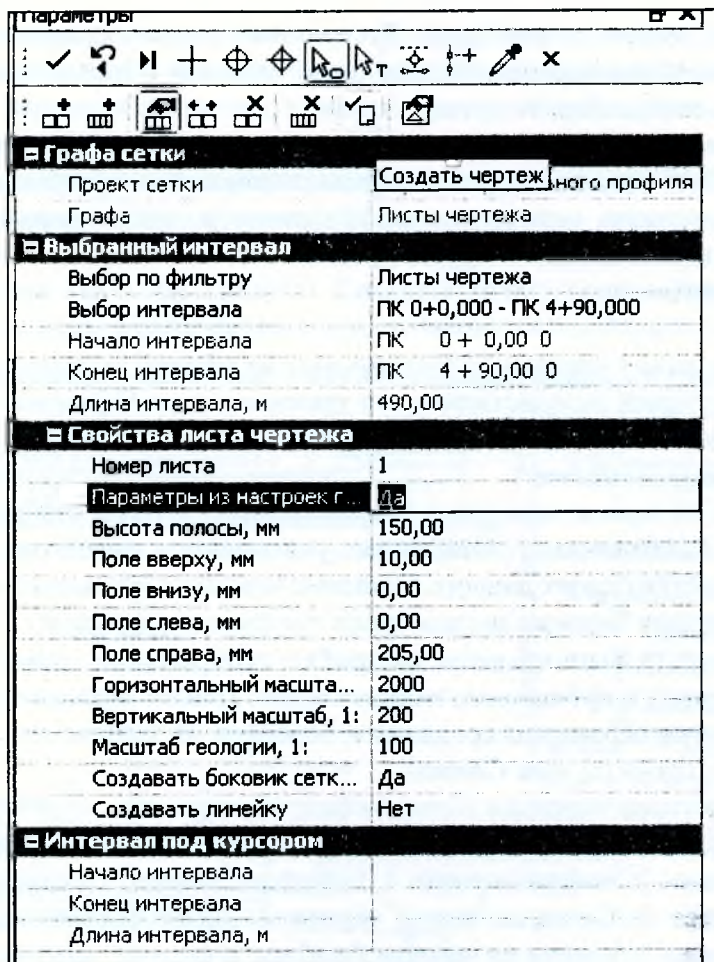 Параметры
Графа сетки
Проект сетки Создать чертеж ного профиля
Графа Листы чертежа
Выбранный интервал
Выбор по фильтру Листы чертежа
Выбор интервала ПК 0+0,000 - ПК 4+90,000
Начало интервала ПК 0 + 0,00 0
Конец интервала ПК 4 + 90,00 0
Длина интервала, м 490,00
Свойства листа чертежа
Номер листа 1
Параметры из настроек г... Да
Высота полосы, мм 150,00
Поле вверху, мм 10,00
Поле внизу, мм 0,00
Поле слева, мм 0,00
Поле справа, мм 205,00
Горизонтальный масшта... 2000
Вертикальный масштаб, 1: 200
Масштаб геологии, 1: 100
Создавать боковик сетк... Да
Создавать линейку Нет
Интервал под курсором
Начало интервала
Конец интервала
Длина интервала, м